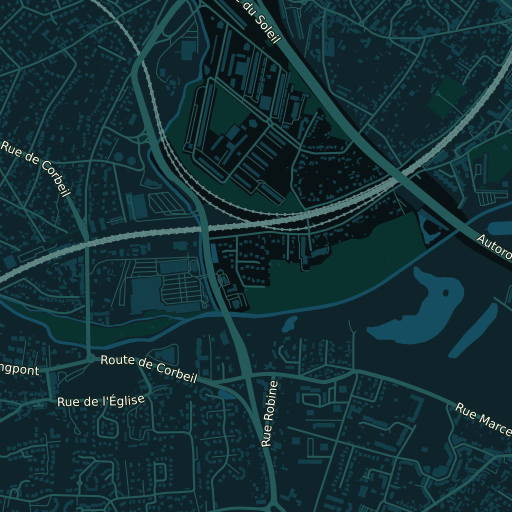 du Soleil
Rue de Corbeil
Autoro
ngpont
Route de Corbeil
Rue de l'Église
Rue Robine
Rue Marce